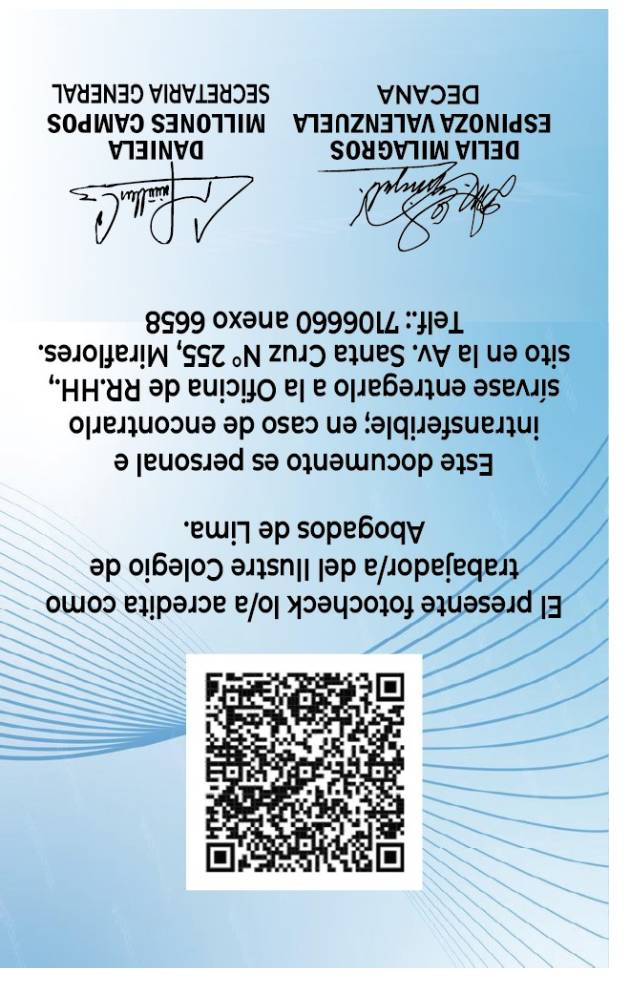 El presente fotocheck lo/a acredita como
trabajador/a del Ilustre Colegio de
Abogados de Lima.
Este documento es personal e
intransferible; en caso de encontrarlo
sírvase entregarlo a la Oficina de RR.HH.,
sito en la Av. Santa Cruz N° 255, Miraflores.
Telf.: 7106660 anexo 6658
DELIA MILAGROS
ESPINOZA VALENZUELA
DECANA
DANIELA
MILLONES CAMPOS
SECRETARIA GENERAL